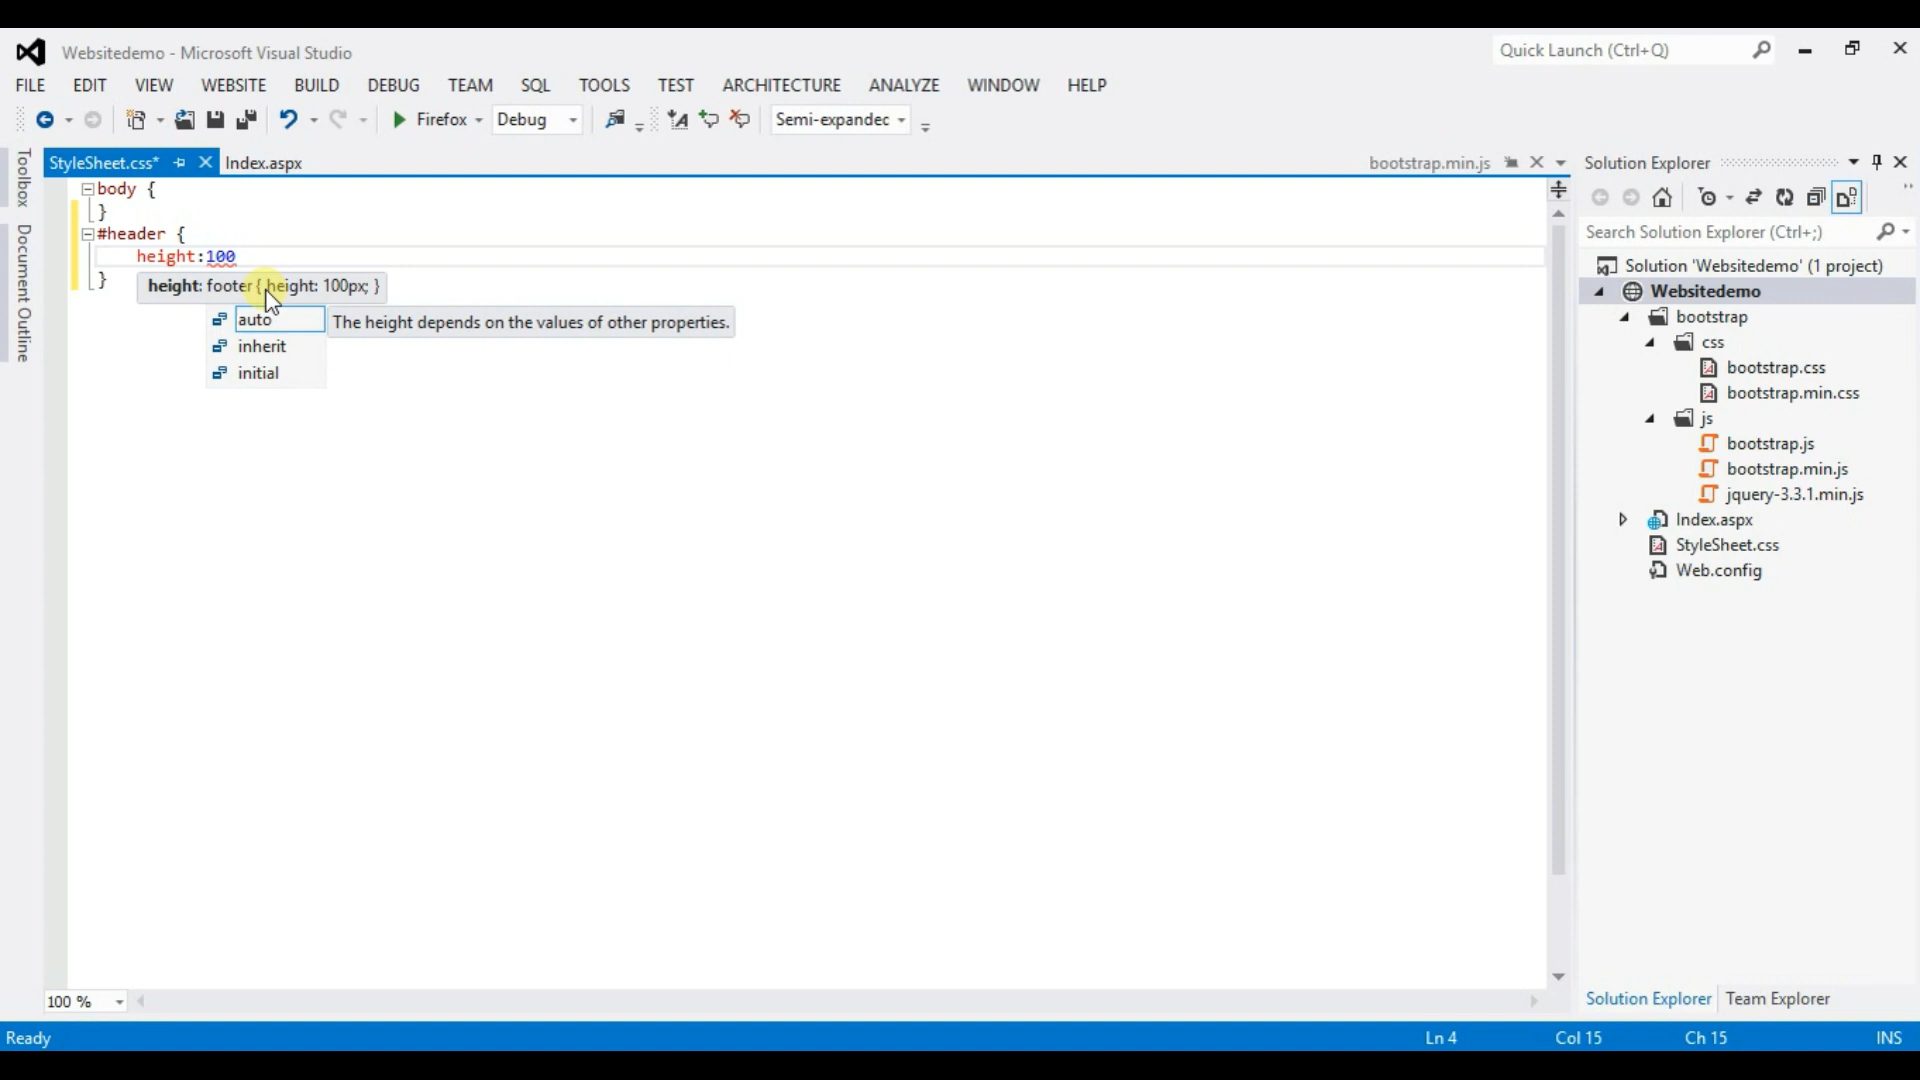 Websitedemo - Microsoft Visual Studio
Quick Launch (Ctrl+Q)
FILE EDIT VIEW WEBSITE BUILD DEBUG TEAM SQL TOOLS TEST ARCHITECTURE ANALYZE WINDOW HELP
Firefox Debug Semi-expanded
StyleSheet.css* Index.aspx bootstrap.min.js Solution Explorer
Toolbox
Document Outline
body {
}
#header {
height:100
}
height: footer { height: 100px; }
auto The height depends on the values of other properties.
inherit
initial
Search Solution Explorer (Ctrl+;)
Solution 'Websitedemo' (1 project)
Websitedemo
bootstrap
css
bootstrap.css
bootstrap.min.css
js
bootstrap.js
bootstrap.min.js
jquery-3.3.1.min.js
Index.aspx
StyleSheet.css
Web.config
100 %
Solution Explorer Team Explorer
Ready Ln 4 Col 15 Ch 15 INS